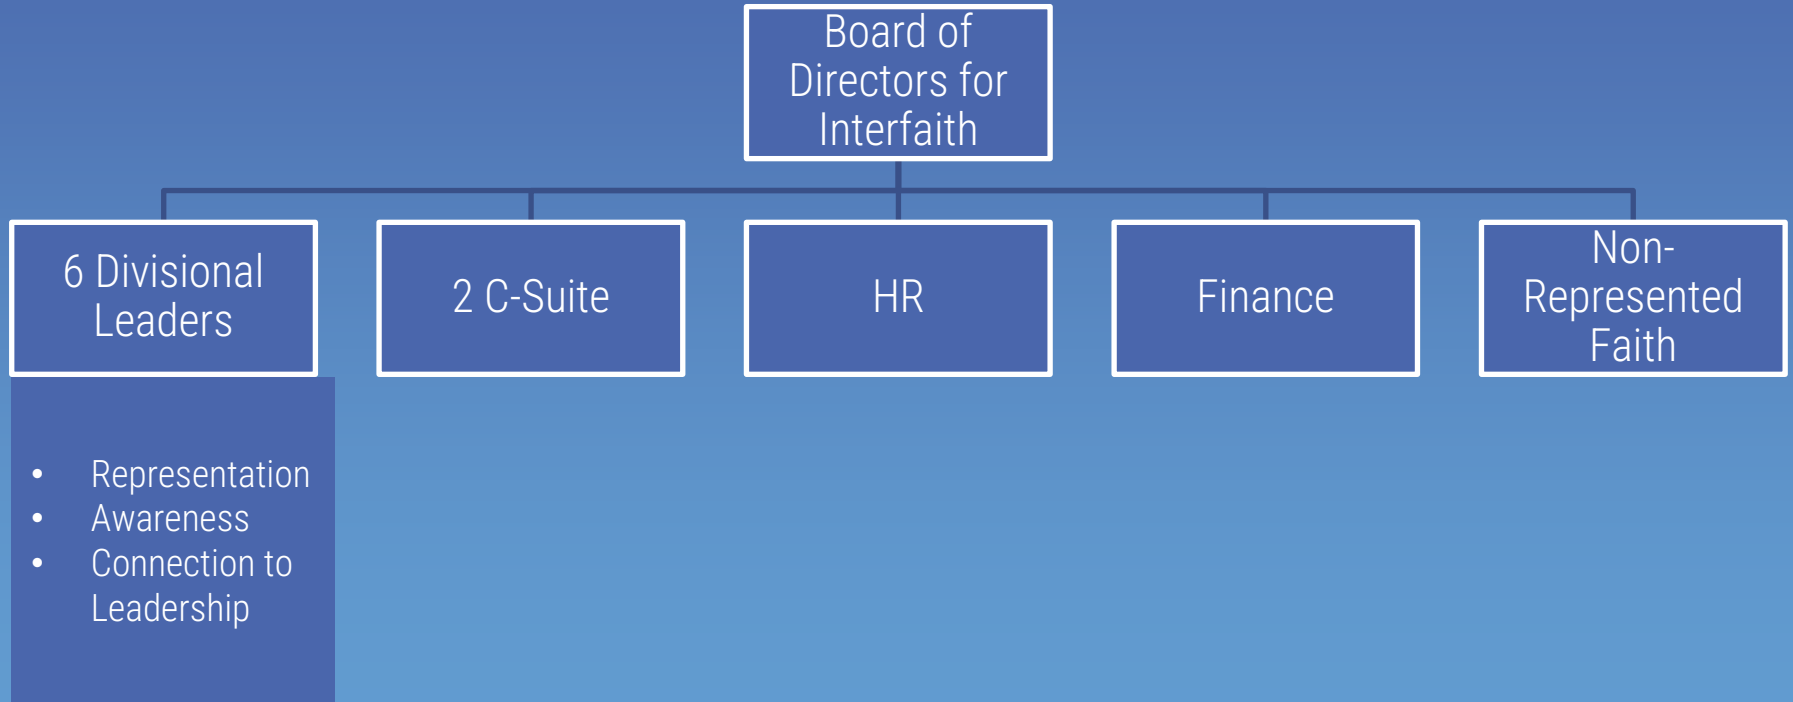 Board of
Directors for
Interfaith
6 Divisional
Leaders
2 C-Suite
HR
Finance
Non-
Represented
Faith
• Representation
• Awareness
• Connection to
Leadership